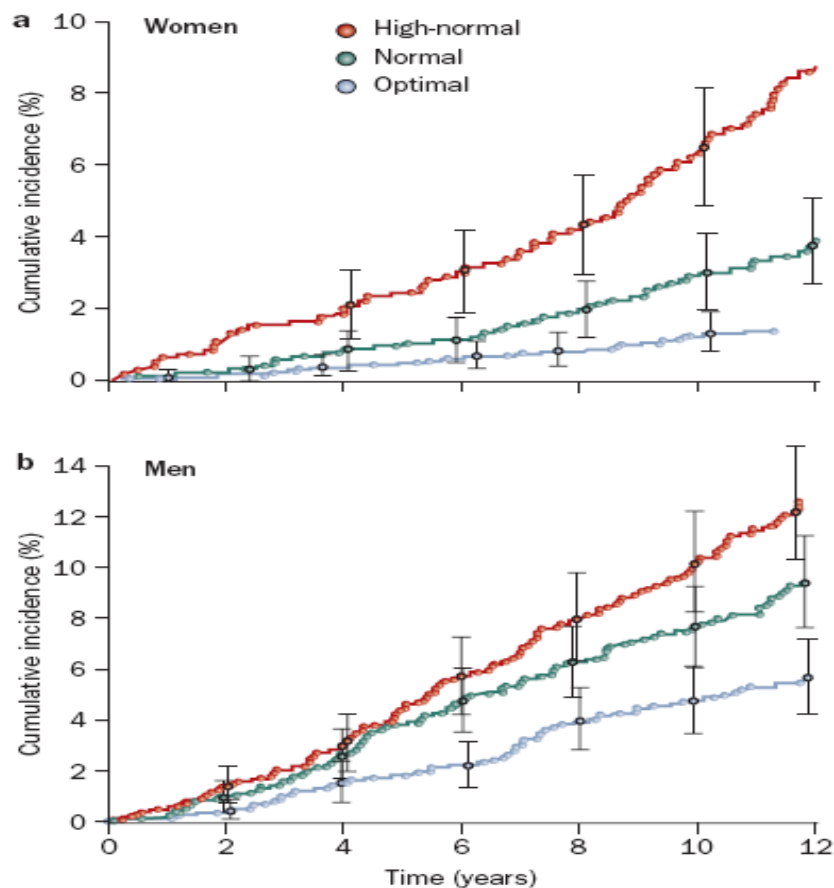 a
Women
High-normal
Normal
Optimal
Cumulative incidence (%)
10
8
6
4
2
0
b
Men
Cumulative incidence (%)
14
12
10
8
6
4
2
0
0 2 4 6 8 10 12
Time (years)